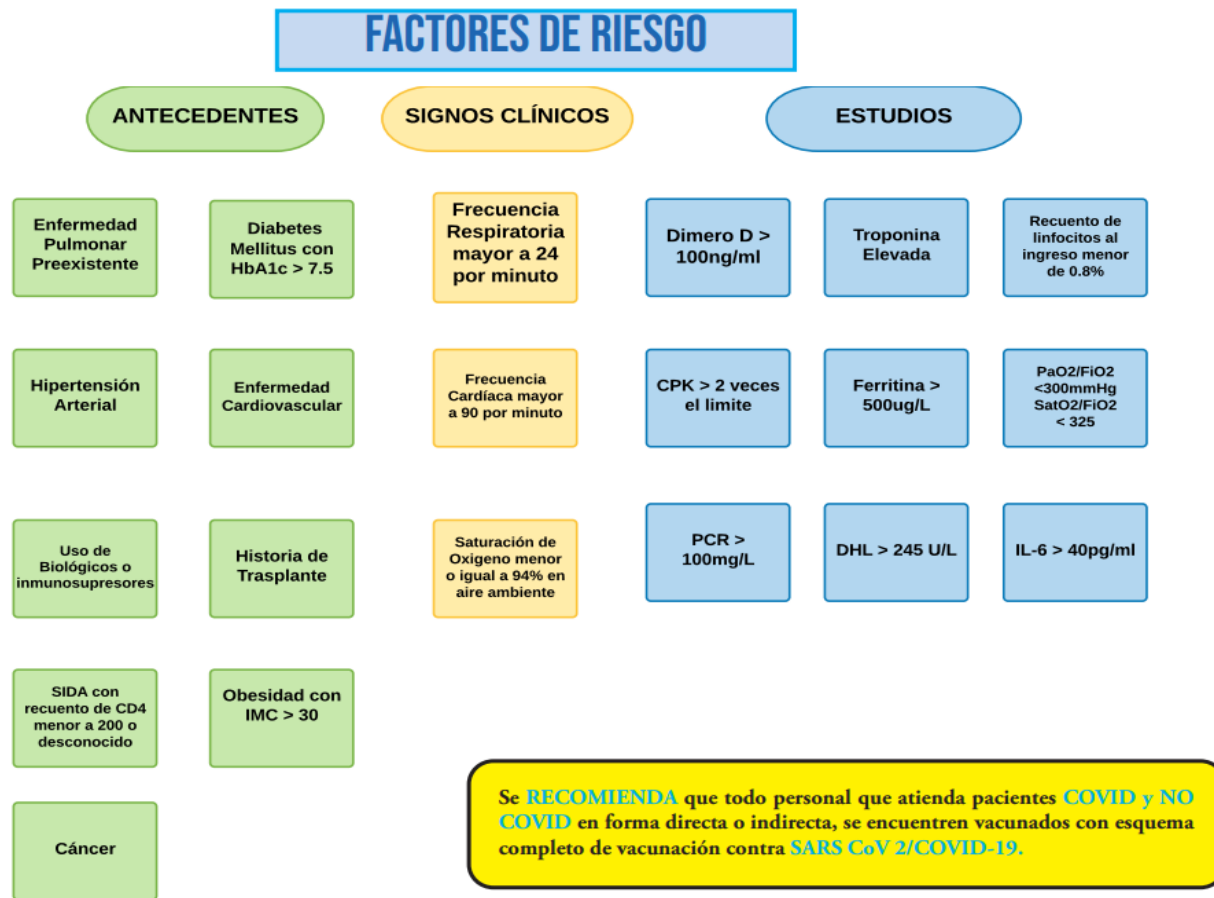 FACTORES DE RIESGO
ANTECEDENTES
SIGNOS CLÍNICOS
ESTUDIOS
Enfermedad
Pulmonar
Preexistente
Diabetes
Mellitus con
HbA1c > 7.5
Frecuencia
Respiratoria
mayor a 24
por minuto
Dimero D >
100ng/ml
Troponina
Elevada
Recuento de
linfocitos al
ingreso menor
de 0.8%
Hipertensión
Arterial
Enfermedad
Cardiovascular
Frecuencia
Cardíaca mayor
a 90 por minuto
CPK > 2 veces
el limite
Ferritina >
500ug/L
PaO2/FiO2
<300mmHg
SatO2/FiO2
< 325
Uso de
Biológicos o
inmunosupresores
Historia de
Trasplante
Saturación de
Oxigeno menor
o igual a 94% en
aire ambiente
PCR >
100mg/L
DHL > 245 U/L
IL-6 > 40pg/ml
SIDA con
recuento de CD4
menor a 200 o
desconocido
Obesidad con
IMC > 30
Cáncer
Se RECOMIENDA que todo personal que atienda pacientes COVID y NO
COVID en forma directa o indirecta, se encuentren vacunados con esquema
completo de vacunación contra SARS CoV 2/COVID-19.